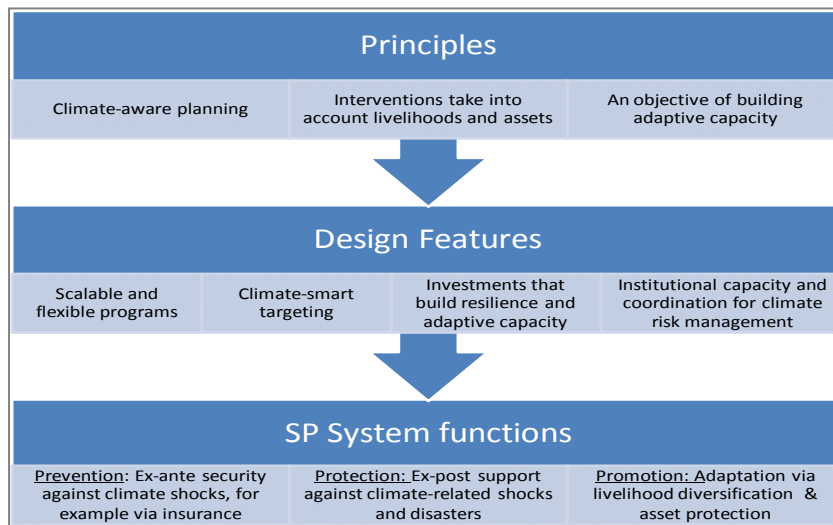 Principles
Climate-aware planning
Interventions take into
account livelihoods and assets
An objective of building
adaptive capacity
Design Features
Scalable and
flexible programs
Climate-smart
targeting
Investments that
build resilience and
adaptive capacity
Institutional capacity and
coordination for climate
risk management
SP System functions
Prevention: Ex-ante security
against climate shocks, for
example via insurance
Protection: Ex-post support
against climate-related shocks
and disasters
Promotion: Adaptation via
livelihood diversification &
asset protection